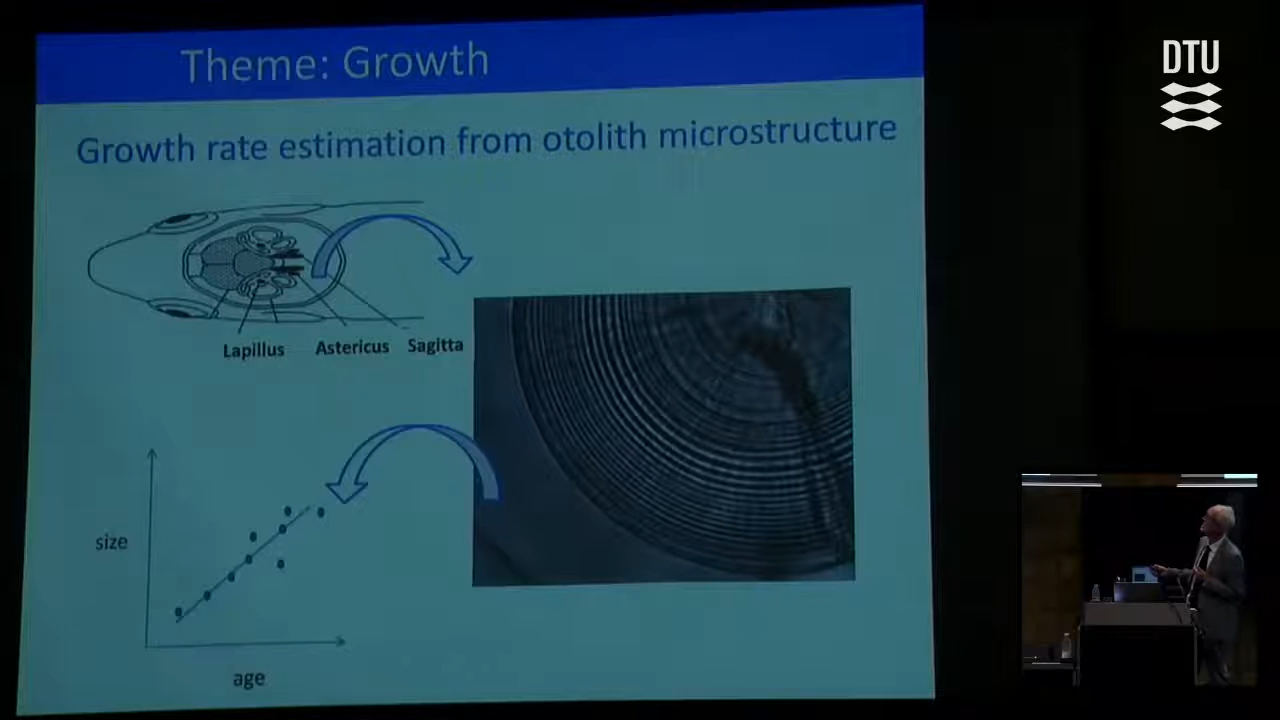 Theme: Growth
Growth rate estimation from otolith microstructure
Lapillus Astericus Sagitta
size
age
DTU